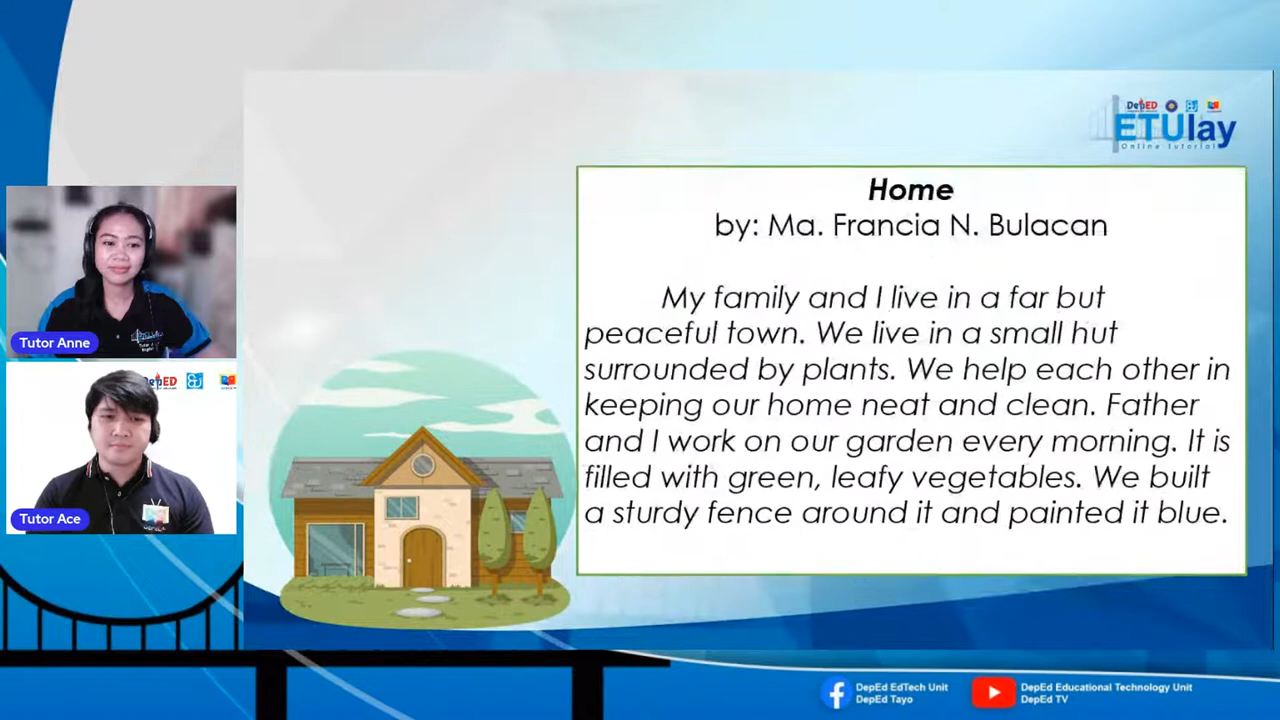 DepED
ETUlay
Online Tutorial
Home
by: Ma. Francia N. Bulacan
My family and I live in a far but
peaceful town. We live in a small hut
surrounded by plants. We help each other in
keeping our home neat and clean. Father
and I work on our garden every morning. It is
filled with green, leafy vegetables. We built
a sturdy fence around it and painted it blue.
Tutor Anne
DepED
Tutor Ace
DepEd EdTech Unit
DepEd Tayo
DepEd Educational Technology Unit
DepEd TV